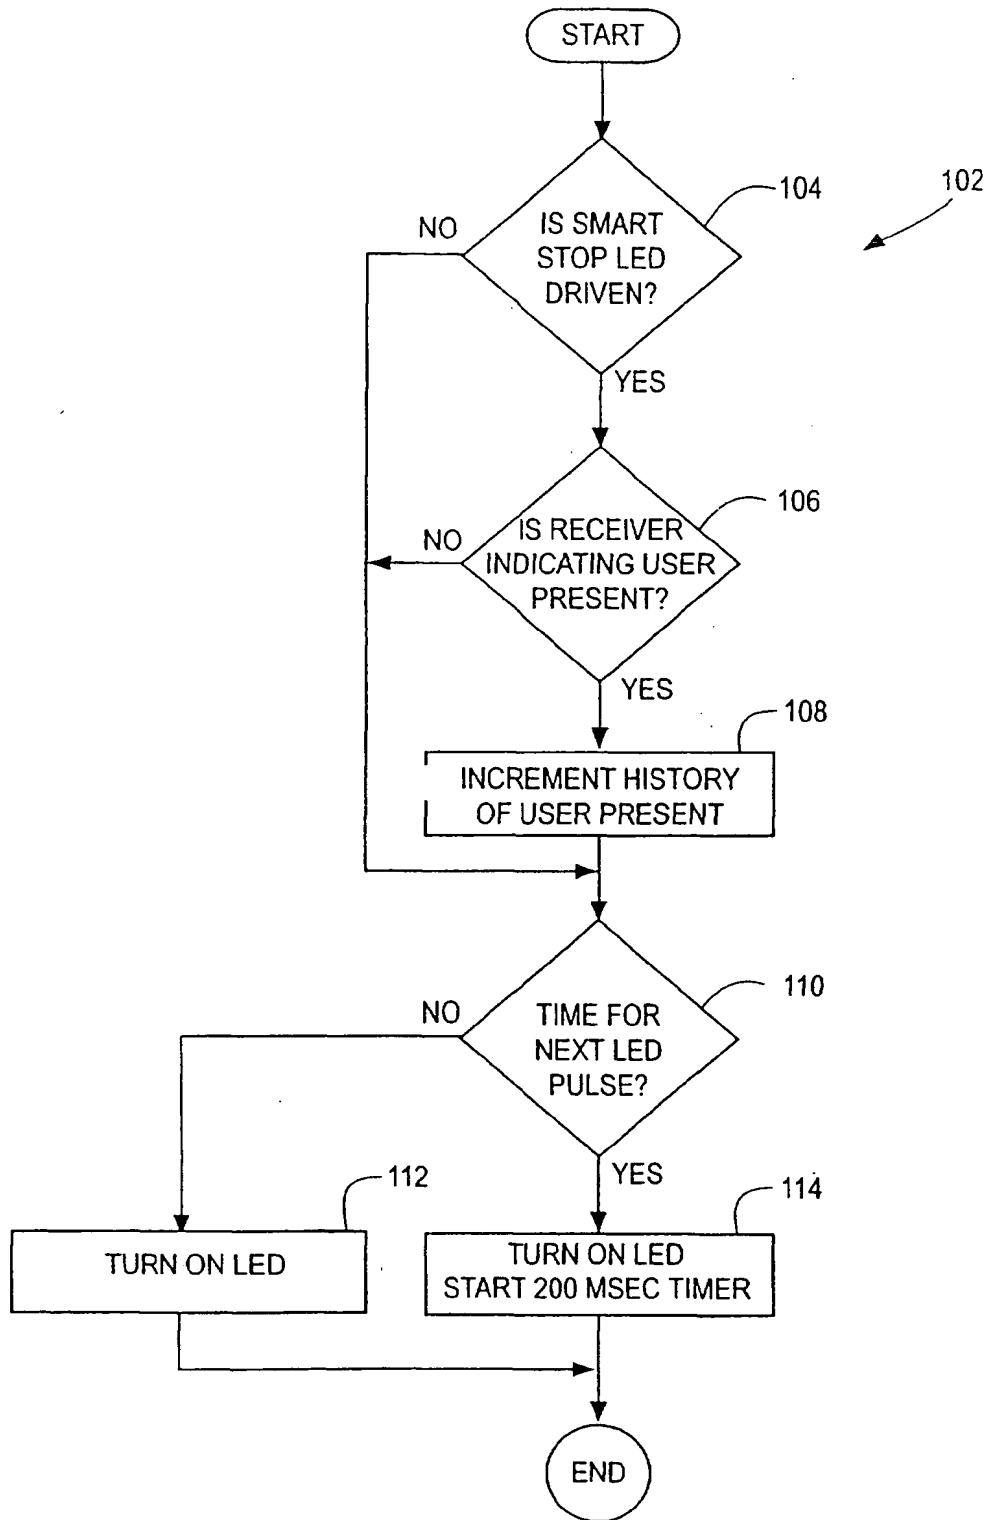 START
104
102
NO
IS SMART
STOP LED
DRIVEN?
YES
106
NO
IS RECEIVER
INDICATING USER
PRESENT?
YES
108
INCREMENT HISTORY
OF USER PRESENT
110
NO
TIME FOR
NEXT LED
PULSE?
YES
112
114
TURN ON LED
TURN ON LED
START 200 MSEC TIMER
END